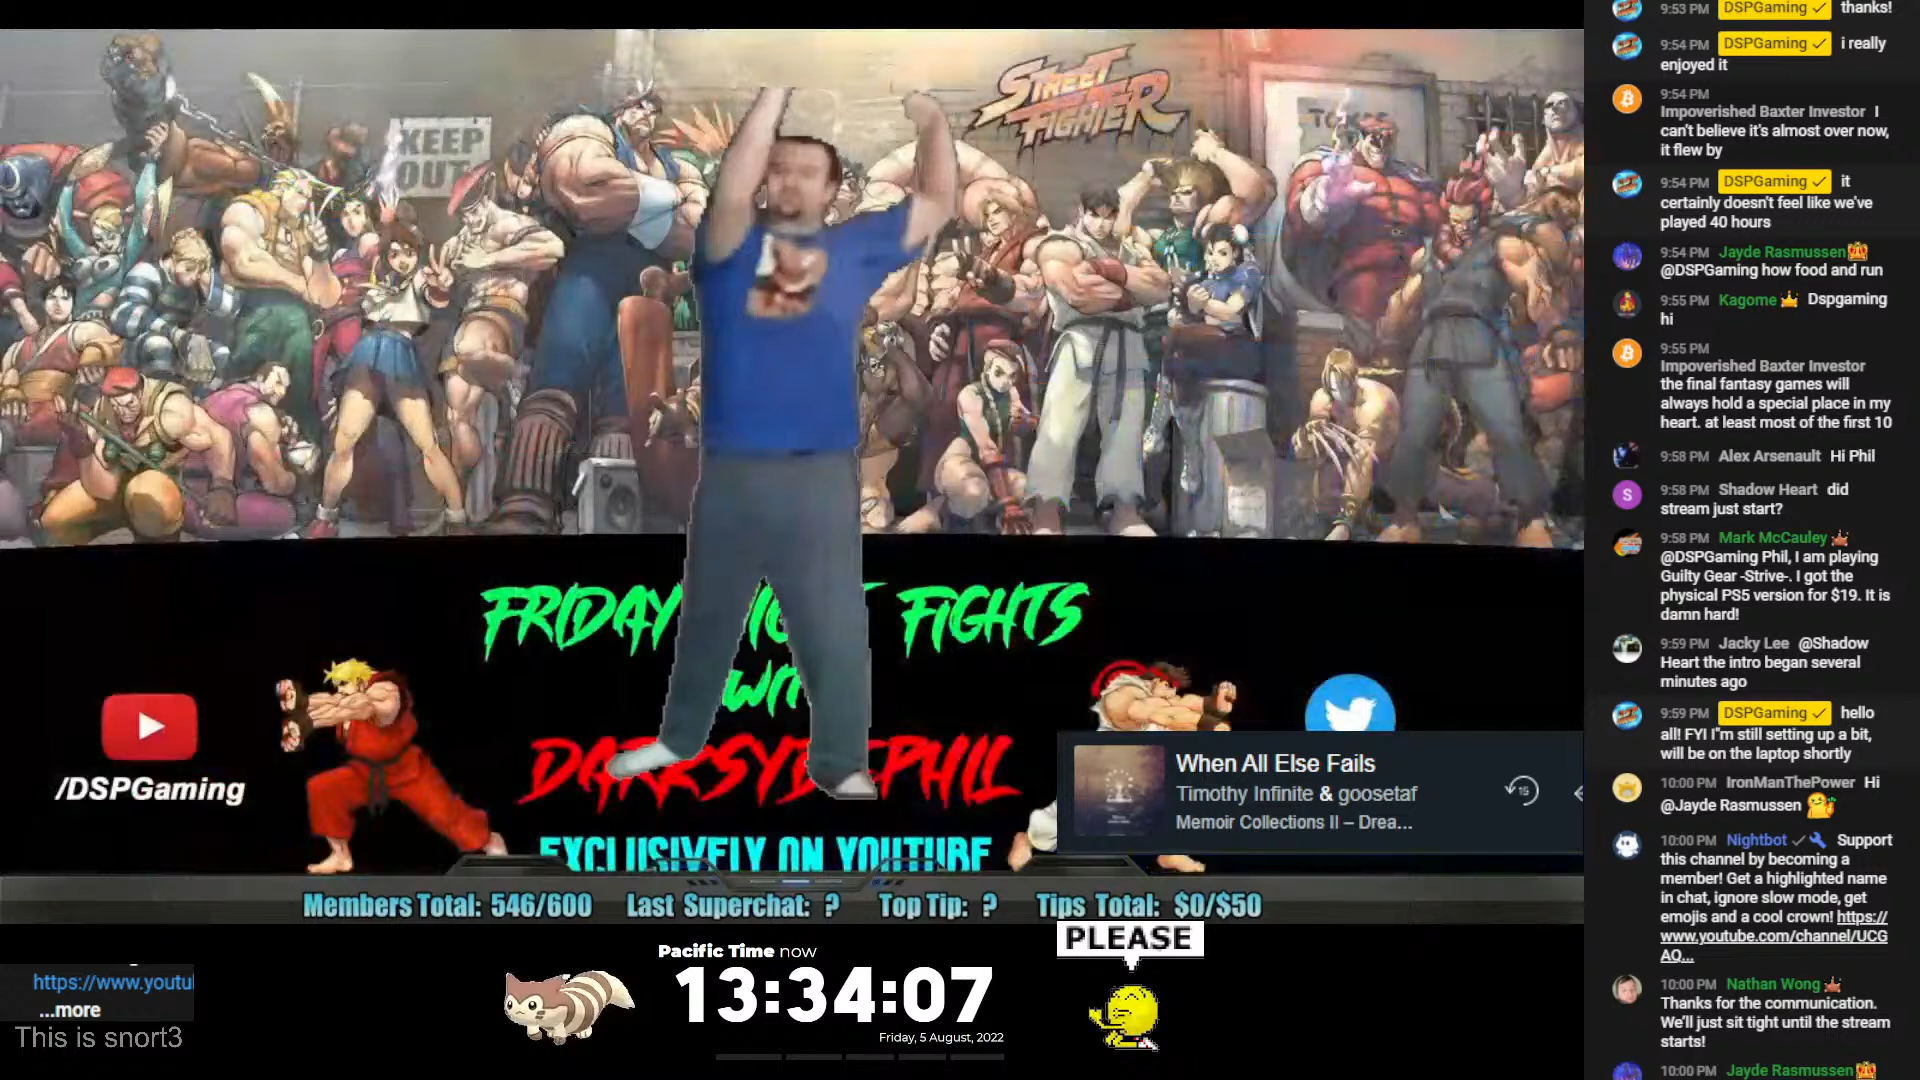 KEEP
OUT
STREET
FIGHTER
FRIDAY FIGHTS
DARKSYDEPHIL
EXCLUSIVELY ON YOUTUBE
/DSPGaming
When All Else Fails
Timothy Infinite & goosetaf
Memoir Collections II – Drea...
15
Members Total: 546/600 Last Superchat: ? Top Tip: ? Tips Total: $0/$50
PLEASE
Pacific Time now
13:34:07
Friday, 5 August, 2022
https://www.youtu
...more
This is snort3
9:53 PM DSPGaming ✓ thanks!
9:54 PM DSPGaming ✓ i really
enjoyed it
9:54 PM
Impoverished Baxter Investor I
can't believe it's almost over now,
it flew by
9:54 PM DSPGaming ✓ it
certainly doesn't feel like we've
played 40 hours
9:54 PM Jayde Rasmussen
@DSPGaming how food and run
9:55 PM Kagome Dspgaming
hi
9:55 PM
Impoverished Baxter Investor
the final fantasy games will
always hold a special place in my
heart. at least most of the first 10
9:58 PM Alex Arsenault Hi Phil
S
9:58 PM Shadow Heart did
stream just start?
9:58 PM Mark McCauley
@DSPGaming Phil, I am playing
Guilty Gear -Strive-. I got the
physical PS5 version for $19. It is
damn hard!
9:59 PM Jacky Lee @Shadow
Heart the intro began several
minutes ago
9:59 PM DSPGaming ✓ hello
all! FYI I"m still setting up a bit,
will be on the laptop shortly
10:00 PM IronManThePower Hi
@Jayde Rasmussen
10:00 PM Nightbot ✓ Support
this channel by becoming a
member! Get a highlighted name
in chat, ignore slow mode, get
emojis and a cool crown! https://
www.youtube.com/channel/UCG
AO...
10:00 PM Nathan Wong
Thanks for the communication.
We'll just sit tight until the stream
starts!
10:00 PM Jayde Rasmussen